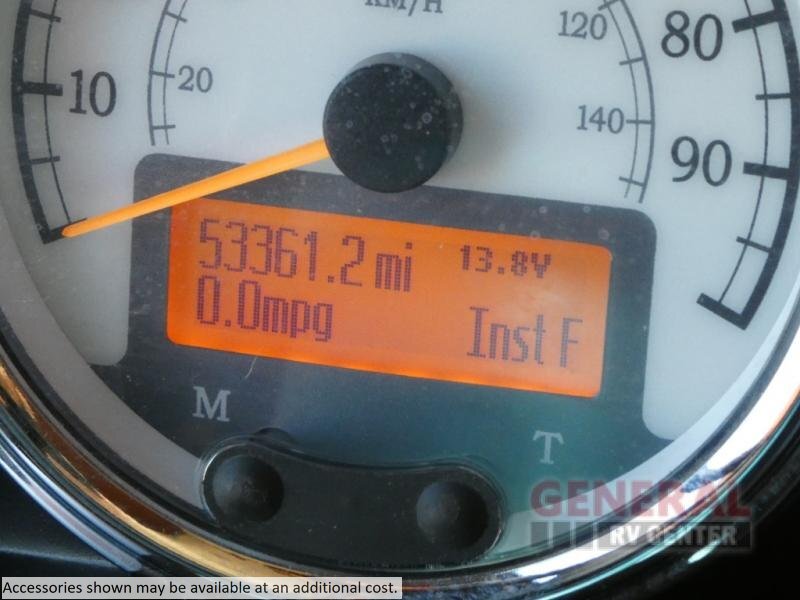 KM/H
10
20
120
140
80
90
53361.2 mi 13.8V
0.0mpg Inst F
M
T
GENERAL
RV CENTER
Accessories shown may be available at an additional cost.